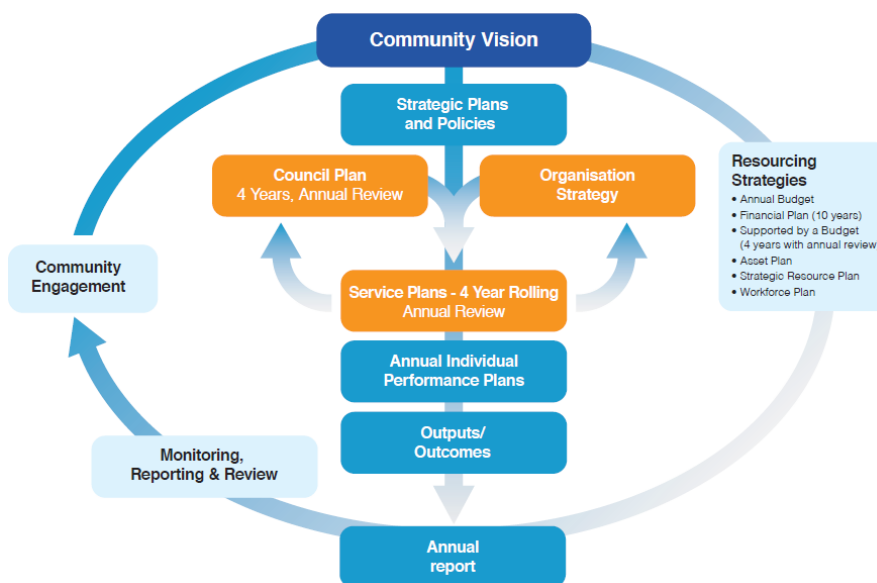 Community Vision
Strategic Plans
and Policies
Council Plan
4 Years, Annual Review
Organisation
Strategy
Resourcing
Strategies
• Annual Budget
• Financial Plan (10 years)
• Supported by a Budget
(4 years with annual review
• Asset Plan
• Strategic Resource Plan
• Workforce Plan
Community
Engagement
Service Plans - 4 Year Rolling
Annual Review
Annual Individual
Performance Plans
Outputs/
Outcomes
Monitoring,
Reporting & Review
Annual
report